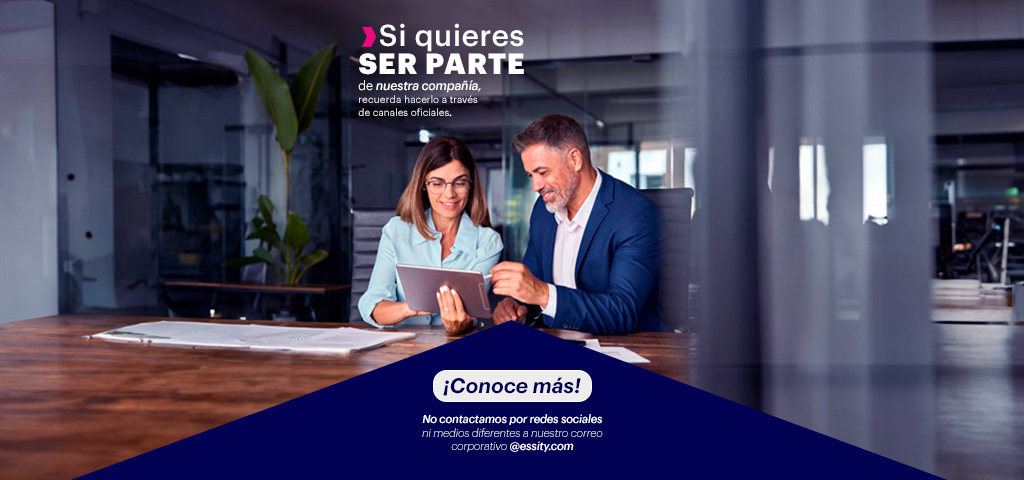 Si quieres
SER PARTE
de nuestra compañía,
recuerda hacerlo a través
de canales oficiales.
¡Conoce más!
No contactamos por redes sociales
ni medios diferentes a nuestro correo
corporativo @essity.com